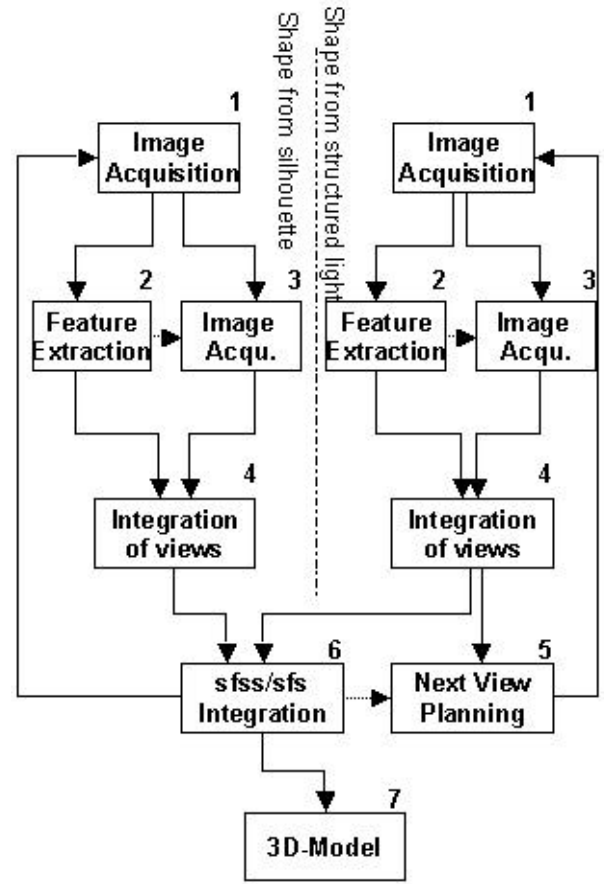 Shape from silhouette
Shape from structured light
1
Image
Acquisition
1
Image
Acquisition
2
Feature
Extraction
3
Image
Acqu.
2
Feature
Extraction
3
Image
Acqu.
4
Integration
of views
4
Integration
of views
6
sfss/sfs
Integration
5
Next View
Planning
7
3D-Model